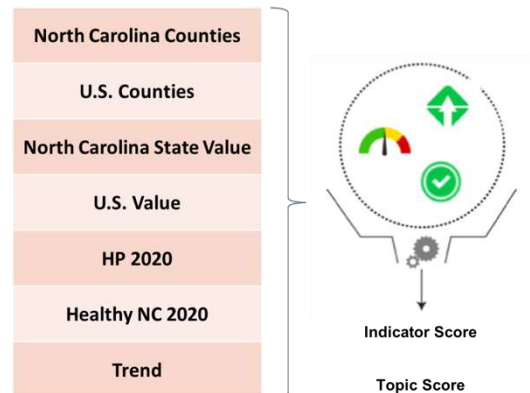 North Carolina Counties
U.S. Counties
North Carolina State Value
U.S. Value
HP 2020
Healthy NC 2020
Trend
Indicator Score
Topic Score